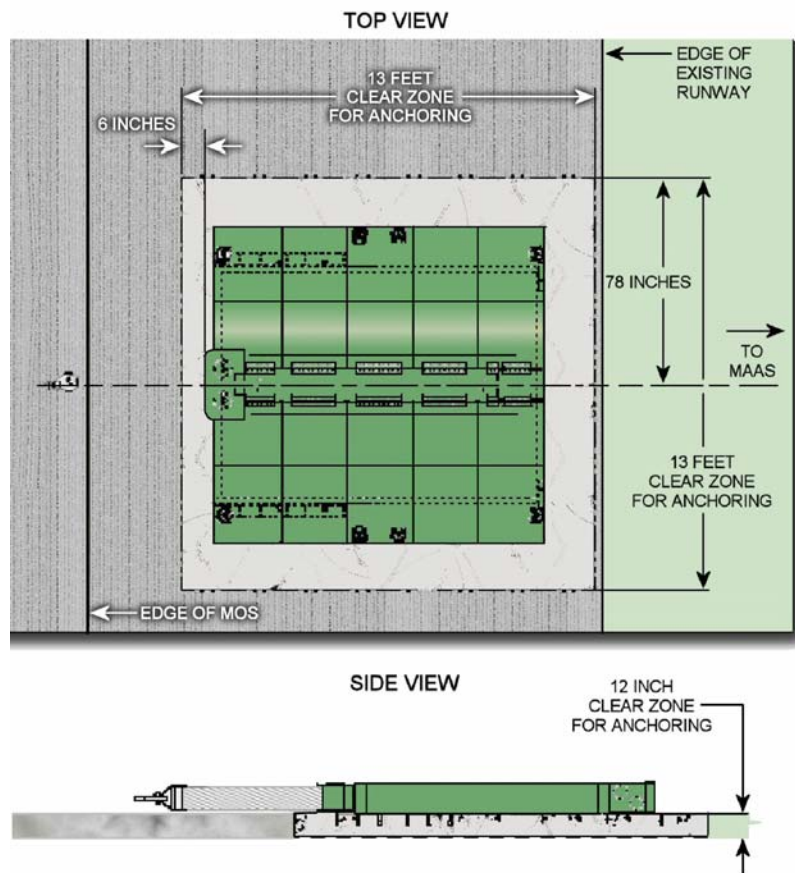 TOP VIEW
EDGE OF
EXISTING
RUNWAY
13 FEET
CLEAR ZONE
FOR ANCHORING
6 INCHES
78 INCHES
TO
MAAS
13 FEET
CLEAR ZONE
FOR ANCHORING
EDGE OF MOS
SIDE VIEW
12 INCH
CLEAR ZONE
FOR ANCHORING